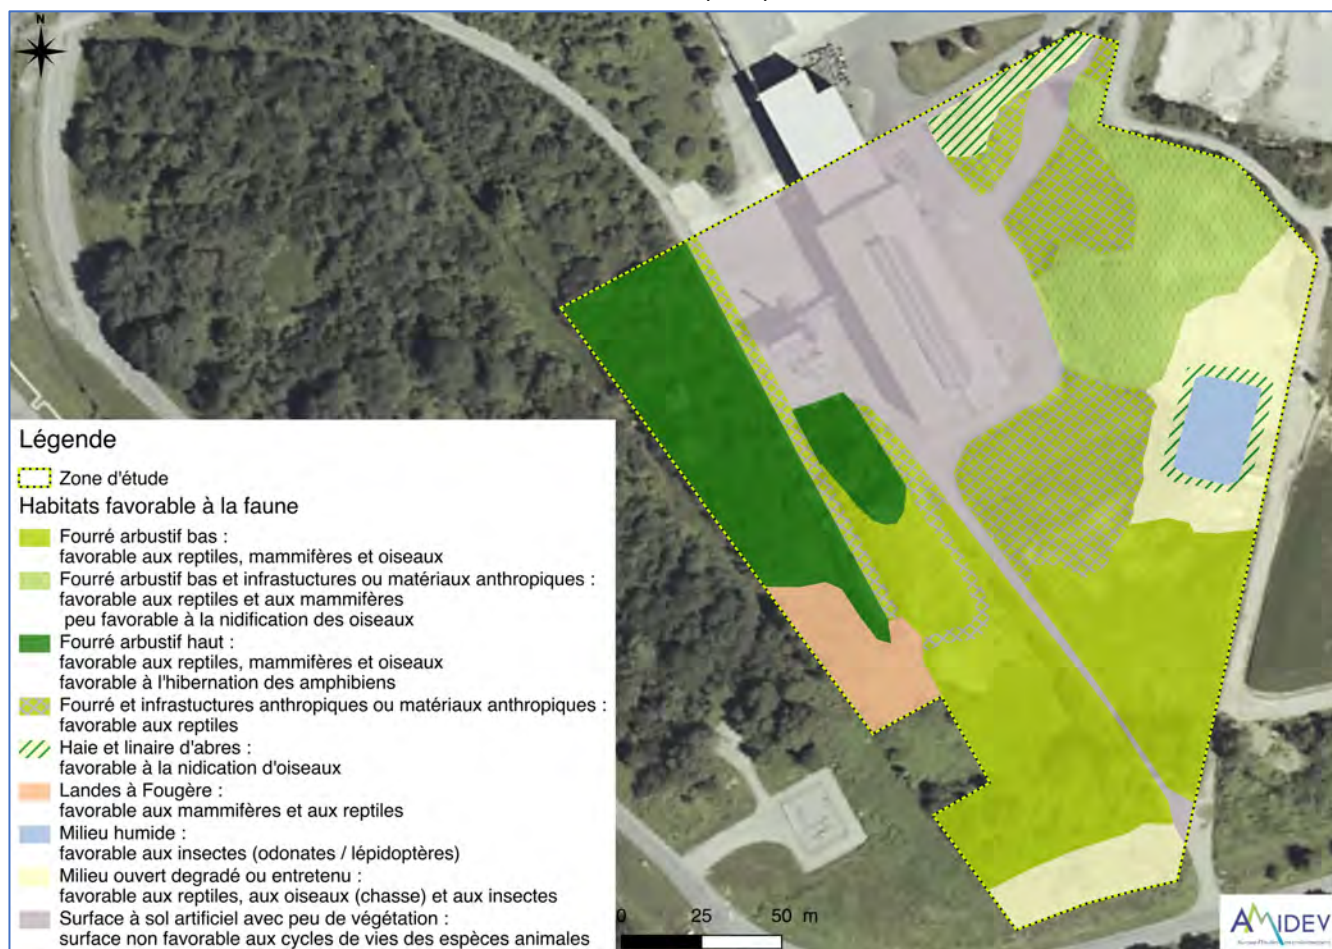 N
Légende
Zone d'étude
Habitats favorable à la faune
Fourré arbustif bas :
favorable aux reptiles, mammifères et oiseaux
Fourré arbustif bas et infrastuctures ou matériaux anthropiques :
favorable aux reptiles et aux mammifères
peu favorable à la nidification des oiseaux
Fourré arbustif haut :
favorable aux reptiles, mammifères et oiseaux
favorable à l'hibernation des amphibiens
Fourré et infrastuctures anthropiques ou matériaux anthropiques :
favorable aux reptiles
Haie et linaire d'abres :
favorable à la nidication d'oiseaux
Landes à Fougère :
favorable aux mammifères et aux reptiles
Milieu humide :
favorable aux insectes (odonates / lépidoptères)
Milieu ouvert degradé ou entretenu :
favorable aux reptiles, aux oiseaux (chasse) et aux insectes
Surface à sol artificiel avec peu de végétation :
surface non favorable aux cycles de vies des espèces animales
0 25 50 m
AMIDEV